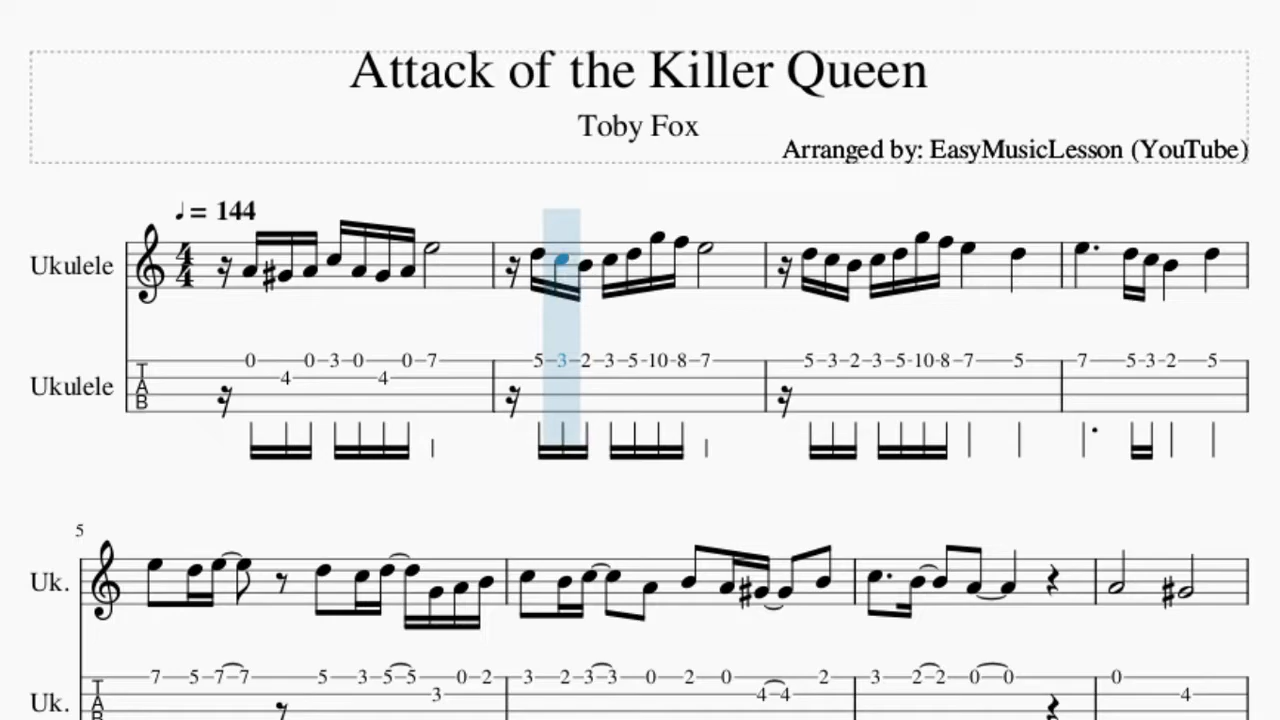 Attack of the Killer Queen
Toby Fox
Arranged by: EasyMusicLesson (YouTube)
♩= 144
Ukulele
4
4
Ukulele
T
A
B
0 4 0 3 0 4 0 7 5 3 2 3 5 10 8 7 5 3 2 3 5 10 8 7 5 7 5 3 2 5
5
Uk.
Uk.
7 5 7 7 5 3 5 5 3 0 2 3 2 3 3 0 2 0 4 4 2 3 2 2 0 0 0 4